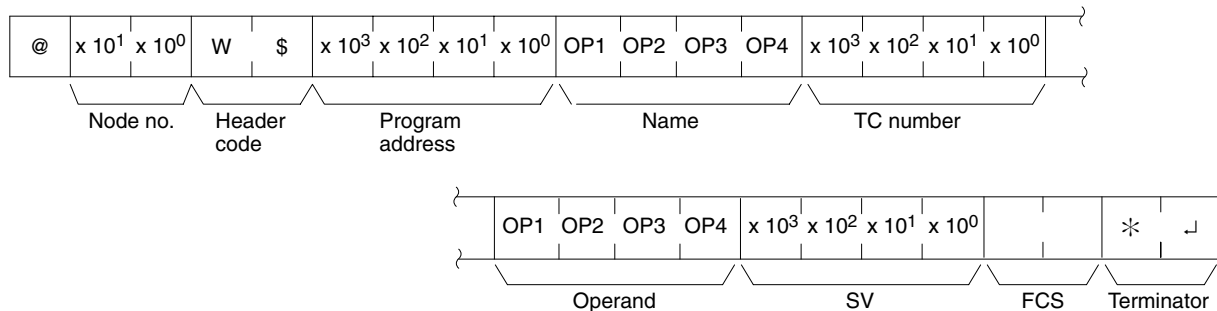 @ x 10¹ x 10⁰ W $ x 10³ x 10² x 10¹ x 10⁰ OP1 OP2 OP3 OP4 x 10³ x 10² x 10¹ x 10⁰
Node no. Header code Program address Name TC number
OP1 OP2 OP3 OP4 x 10³ x 10² x 10¹ x 10⁰ * ↵
Operand SV FCS Terminator